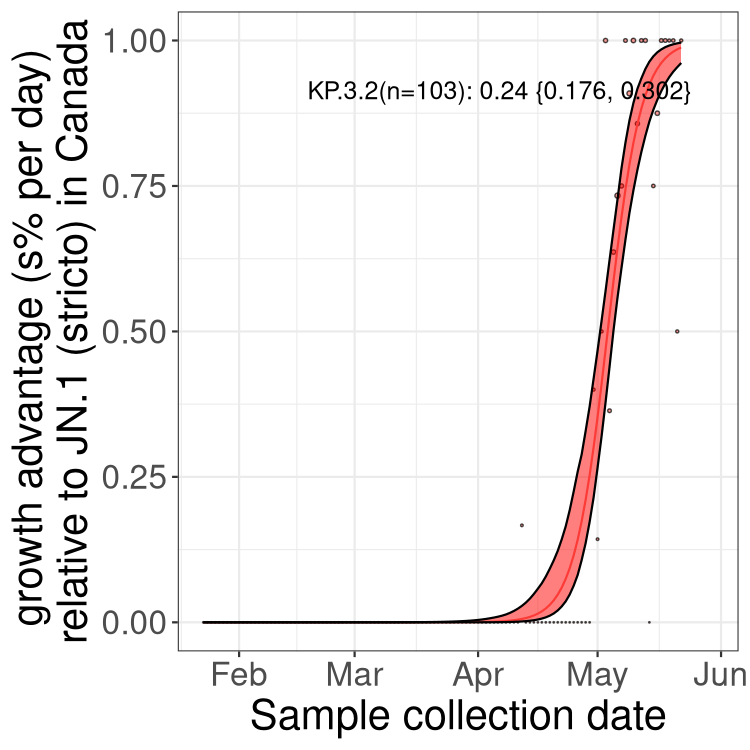 growth advantage (s% per day)
relative to JN.1 (stricto) in Canada
1.00
0.75
0.50
0.25
0.00
KP.3.2(n=103): 0.24 {0.176, 0.302}
Feb Mar Apr May Jun
Sample collection date